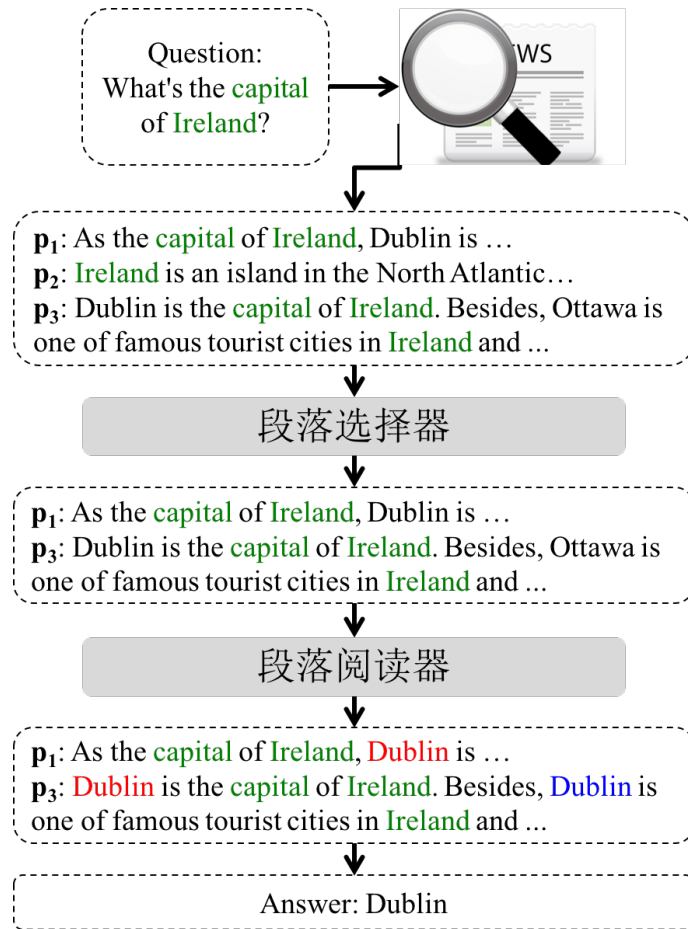 Question:
What's the capital
of Ireland?
EWS
p1: As the capital of Ireland, Dublin is …
p2: Ireland is an island in the North Atlantic…
p3: Dublin is the capital of Ireland. Besides, Ottawa is
one of famous tourist cities in Ireland and ...
段落选择器
p1: As the capital of Ireland, Dublin is …
p3: Dublin is the capital of Ireland. Besides, Ottawa is
one of famous tourist cities in Ireland and ...
段落阅读器
p1: As the capital of Ireland, Dublin is …
p3: Dublin is the capital of Ireland. Besides, Dublin is
one of famous tourist cities in Ireland and ...
Answer: Dublin